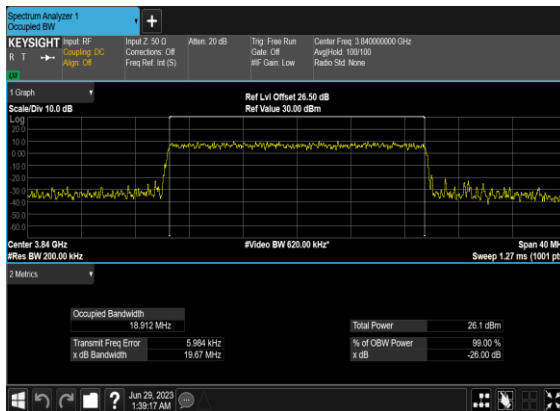 Spectrum Analyzer 1
Occupied BW
KEYSIGHT
R T
Input: RF
Coupling: DC
Align: Off
Input Z: 50 Ω
Corrections: Off
Freq Ref: Int (S)
Atten: 20 dB
Trig: Free Run
Gate: Off
#IF Gain: Low
Center Freq: 3.840000000 GHz
Avg|Hold: 100/100
Radio Std: None
1 Graph
Scale/Div 10.0 dB
Ref Lvl Offset 26.50 dB
Ref Value 30.00 dBm
Log
20.0
10.0
0.00
-10.0
-20.0
-30.0
-40.0
-50.0
-60.0
Center 3.84 GHz
#Res BW 200.00 kHz
#Video BW 620.00 kHz*
Span 40 MH
Sweep 1.27 ms (1001 pts
2 Metrics
Occupied Bandwidth
18.912 MHz
Transmit Freq Error 5.984 kHz
x dB Bandwidth 19.67 MHz
Total Power 26.1 dBm
% of OBW Power 99.00 %
x dB -26.00 dB
?
Jun 29, 2023
1:39:17 AM